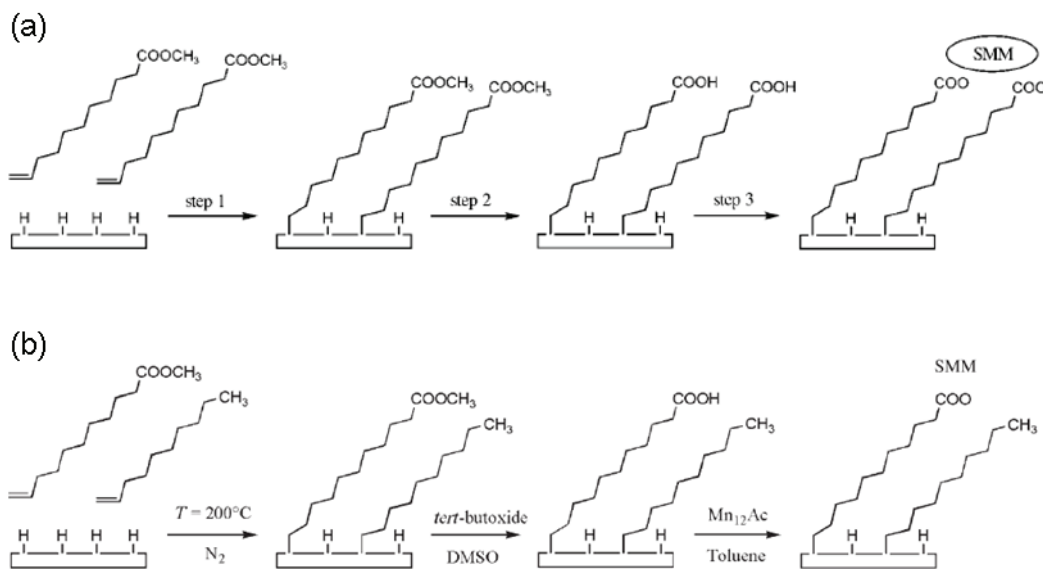 (a)
COOCH3 COOCH3
H H H H
step 1
COOCH3 COOCH3
H H
step 2
COOH COOH
H H
step 3
SMM
COO COO
H H
(b)
COOCH3 CH3
H H H H
T = 200°C
N2
COOCH3 CH3
H H
tert-butoxide
DMSO
COOH CH3
H H
Mn12Ac
Toluene
SMM
COO CH3
H H